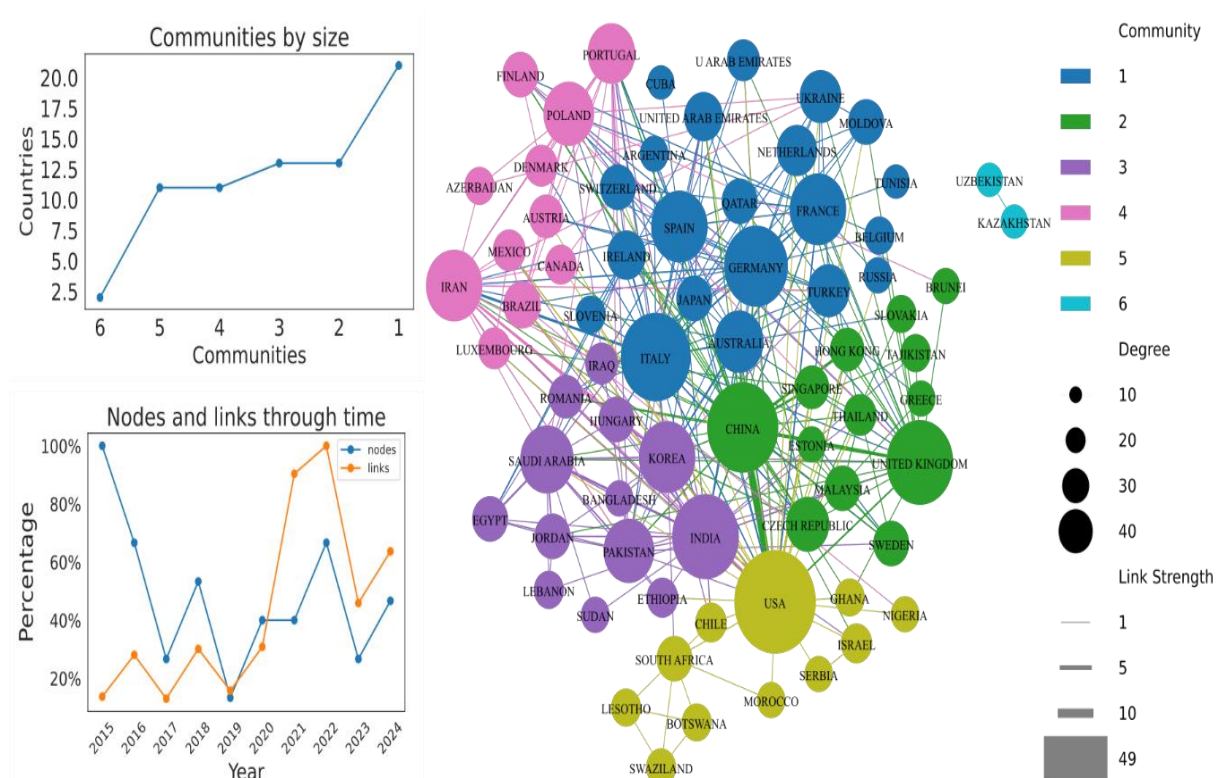 Communities by size
Countries
20.0
17.5
15.0
12.5
10.0
7.5
5.0
2.5
6 5 4 3 2 1
Communities
Nodes and links through time
Percentage
100%
80%
60%
40%
20%
nodes
links
2015 2016 2017 2018 2019 2020 2021 2022 2023 2024
Year
PORTUGAL
FINLAND
U ARAB EMIRATES
CUBA
UKRAINE
POLAND
UNITED ARAB EMIRATES
MOLDOVA
ARGENTINA
NETHERLANDS
DENMARK
AZERBAIJAN
SWITZERLAND
TUNISIA
UZBEKISTAN
QATAR
AUSTRIA
FRANCE
KAZAKHSTAN
SPAIN
BELGIUM
MEXICO
IRELAND
CANADA
GERMANY
RUSSIA
IRAN
BRUNEI
BRAZIL
JAPAN
TURKEY
SLOVENIA
SLOVAKIA
LUXEMBOURG
AUSTRALIA
HONG KONG
TAJIKISTAN
ITALY
IRAQ
SINGAPORE
ROMANIA
GREECE
HUNGARY
THAILAND
CHINA
ESTONIA
SAUDI ARABIA
KOREA
UNITED KINGDOM
MALAYSIA
BANGLADESH
EGYPT
CZECH REPUBLIC
JORDAN
INDIA
SWEDEN
PAKISTAN
LEBANON
ETHIOPIA
USA
GHANA
SUDAN
CHILE
NIGERIA
ISRAEL
SOUTH AFRICA
SERBIA
MOROCCO
LESOTHO
BOTSWANA
SWAZILAND
Community
1
2
3
4
5
6
Degree
10
20
30
40
Link Strength
1
5
10
49